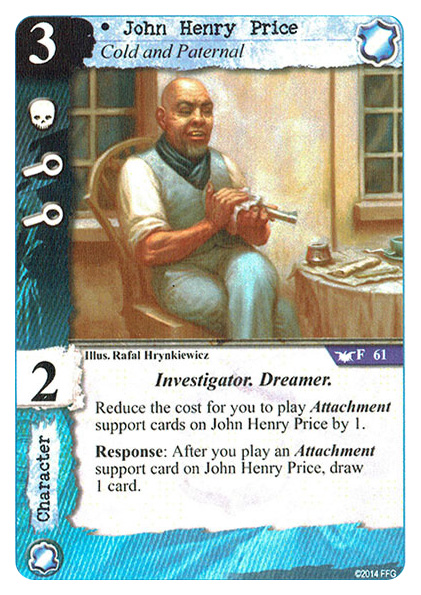 3
• John Henry Price
Cold and Paternal
Illus. Rafal Hrynkiewicz
F 61
2
Investigator. Dreamer.
Reduce the cost for you to play Attachment
support cards on John Henry Price by 1.
Response: After you play an Attachment
support card on John Henry Price, draw
1 card.
Character
©2014 FFG